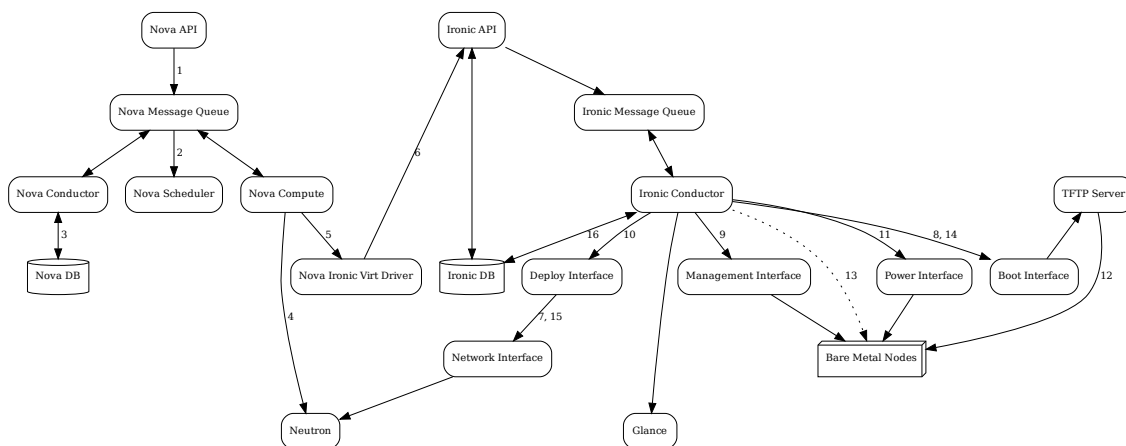 Nova API
Ironic API
1
Nova Message Queue
Ironic Message Queue
2
6
Nova Conductor
Nova Scheduler
Nova Compute
Ironic Conductor
TFTP Server
3
5
16
10
9
11
8, 14
Nova DB
Nova Ironic Virt Driver
Ironic DB
Deploy Interface
Management Interface
13
Power Interface
Boot Interface
12
4
7, 15
Network Interface
Bare Metal Nodes
Neutron
Glance